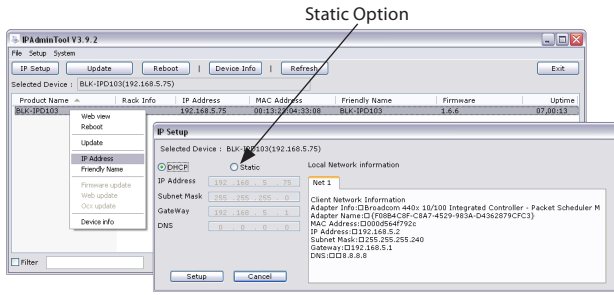 Static Option
IPAdminTool V3.9.2
File Setup System
IP Setup Update Reboot | Device Info | Refresh Exit
Selected Device : BLK-IPD103(192.168.5.75)
Product Name Rack Info IP Address MAC Address Friendly Name Firmware Uptime
BLK-IPD103 192.168.5.75 00:13:23:04:33:08 BLK-IPD103 1.6.6 07,00:13
Web view
Reboot
Update
IP Address
Friendly Name
Firmware update
Web update
Ocx update
Device info
Filter
IP Setup
Selected Device : BLK-IPD103(192.168.5.75)
DHCP Static
IP Address 192 .168 . 5 . 75
Subnet Mask 255 .255 .255 . 0
GateWay 192 .168 . 5 . 1
DNS 0 . 0 . 0 . 0
Setup Cancel
Local Network information
Net 1
Client Network Information
Adapter Info:□Broadcom 440x 10/100 Integrated Controller - Packet Scheduler M
Adapter Name:□{F08B4C8F-C8A7-4529-983A-D4362879CFC3}
MAC Address:□000d564f792c
IP Address:□192.168.5.2
Subnet Mask:□255.255.255.240
Gateway:□192.168.5.1
DNS:□□8.8.8.8